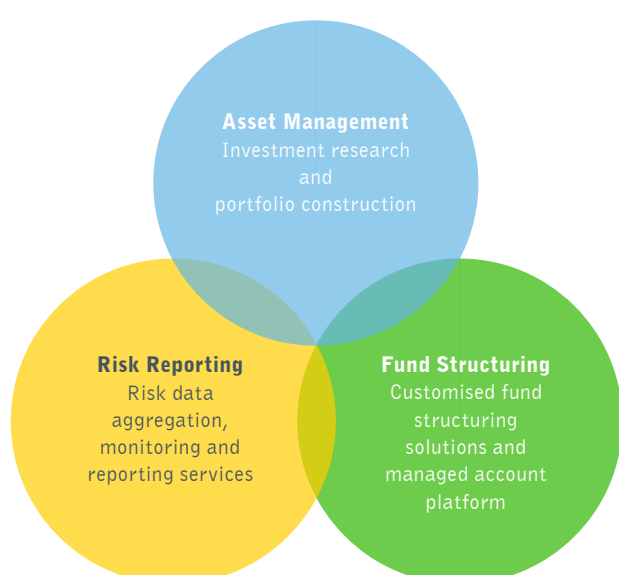 Asset Management
Investment research
and
portfolio construction
Risk Reporting
Risk data
aggregation,
monitoring and
reporting services
Fund Structuring
Customised fund
structuring
solutions and
managed account
platform